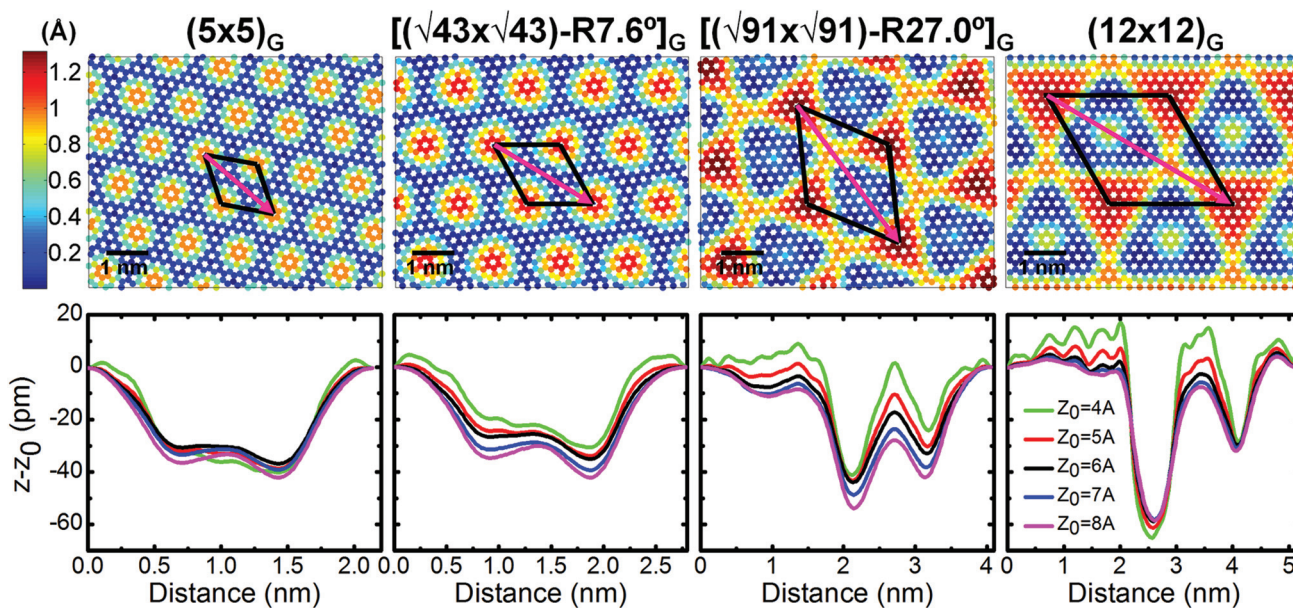 (Å) (5x5)G [(√43x√43)-R7.6º]G [(√91x√91)-R27.0º]G (12x12)G
1.2
1
0.8
0.6
0.4
0.2
1 nm 1 nm 1 nm 1 nm
20
0
-20
-40
-60
z-z0 (pm)
Z0=4A
Z0=5A
Z0=6A
Z0=7A
Z0=8A
0.0 0.5 1.0 1.5 2.0 0.0 0.5 1.0 1.5 2.0 2.5 0 1 2 3 4 0 1 2 3 4 5
Distance (nm) Distance (nm) Distance (nm) Distance (nm)